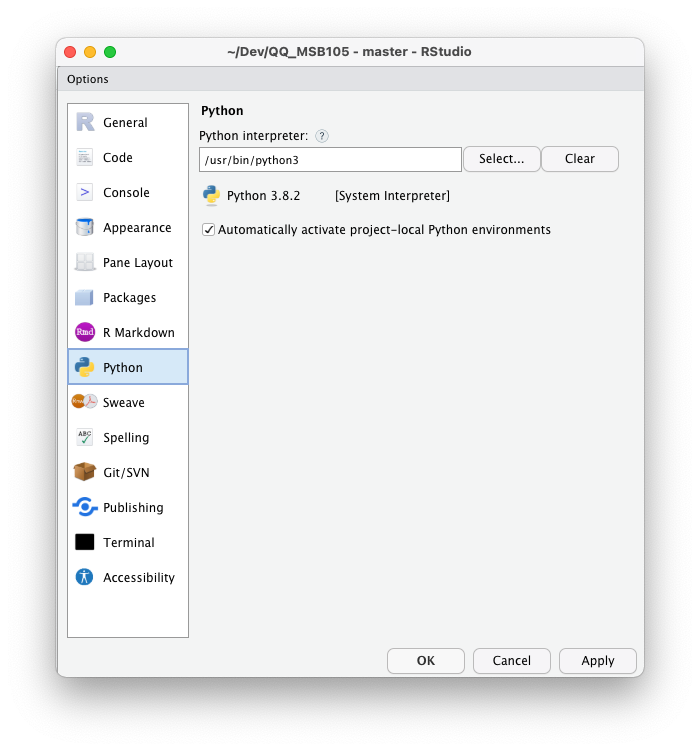 ~/Dev/QQ_MSB105 - master - RStudio
Options
General
Code
Console
Appearance
Pane Layout
Packages
Rmd R Markdown
Python
Sweave
ABC Spelling
Git/SVN
Publishing
Terminal
Accessibility
Python
Python interpreter: ?
/usr/bin/python3 Select... Clear
Python 3.8.2 [System Interpreter]
Automatically activate project-local Python environments
OK Cancel Apply